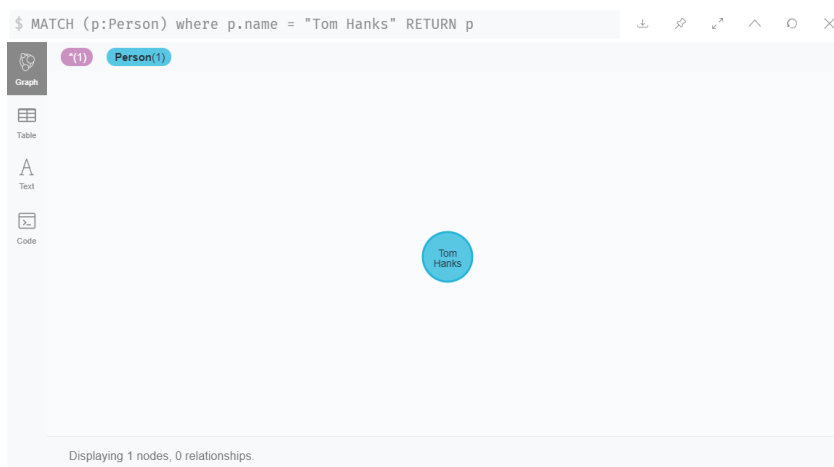 $ MATCH (p:Person) where p.name = "Tom Hanks" RETURN p
*(1) Person(1)
Graph
Table
Text
Code
Tom
Hanks
Displaying 1 nodes, 0 relationships.